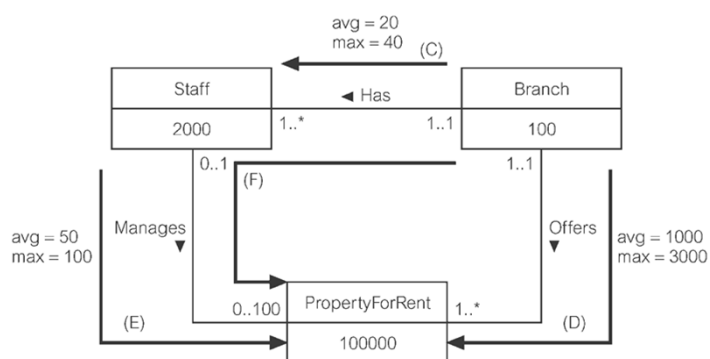 avg = 20
max = 40
(C)
Staff
◄ Has
Branch
2000
1..*
1..1
100
0..1
(F)
1..1
avg = 50
max = 100
Manages
▼
Offers
▼
avg = 1000
max = 3000
(E)
0..100
PropertyForRent
1..*
(D)
100000